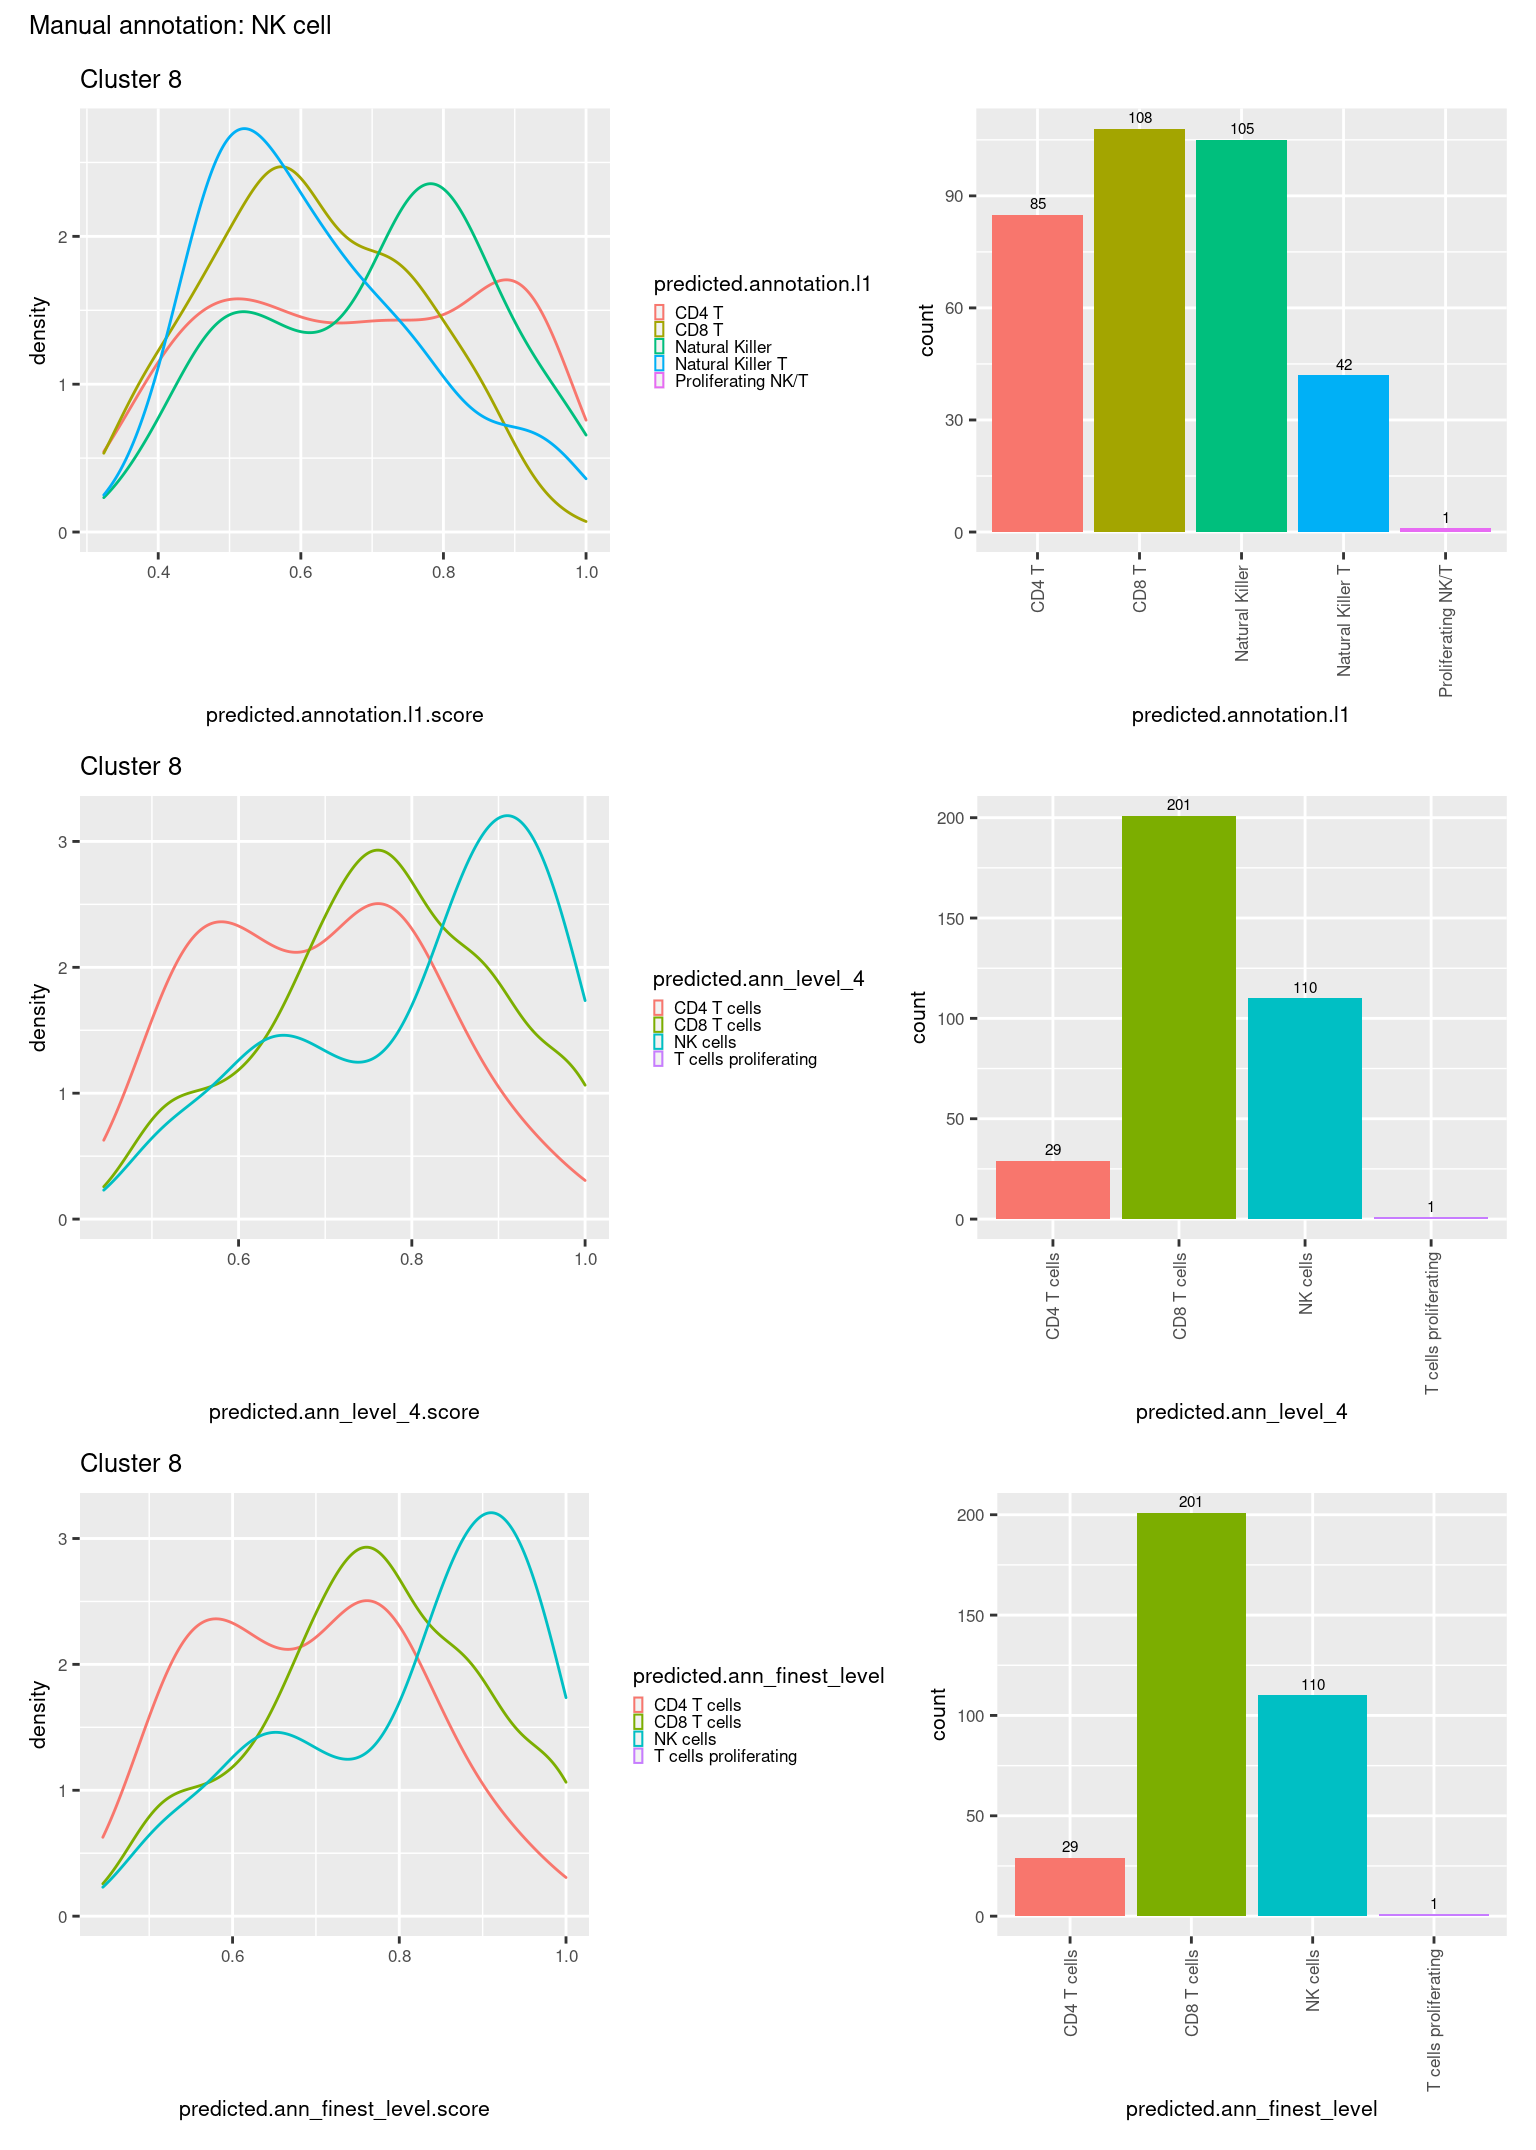 Manual annotation: NK cell
Cluster 8
density
0
1
2
0.4
0.6
0.8
1.0
predicted.annotation.l1.score
predicted.annotation.l1
CD4 T
CD8 T
Natural Killer
Natural Killer T
Proliferating NK/T
count
0
30
60
90
85
108
105
42
1
CD4 T
CD8 T
Natural Killer
Natural Killer T
Proliferating NK/T
predicted.annotation.l1
Cluster 8
density
0
1
2
3
0.6
0.8
1.0
predicted.ann_level_4.score
predicted.ann_level_4
CD4 T cells
CD8 T cells
NK cells
T cells proliferating
count
0
50
100
150
200
29
201
110
1
CD4 T cells
CD8 T cells
NK cells
T cells proliferating
predicted.ann_level_4
Cluster 8
density
0
1
2
3
0.6
0.8
1.0
predicted.ann_finest_level.score
predicted.ann_finest_level
CD4 T cells
CD8 T cells
NK cells
T cells proliferating
count
0
50
100
150
200
29
201
110
1
CD4 T cells
CD8 T cells
NK cells
T cells proliferating
predicted.ann_finest_level